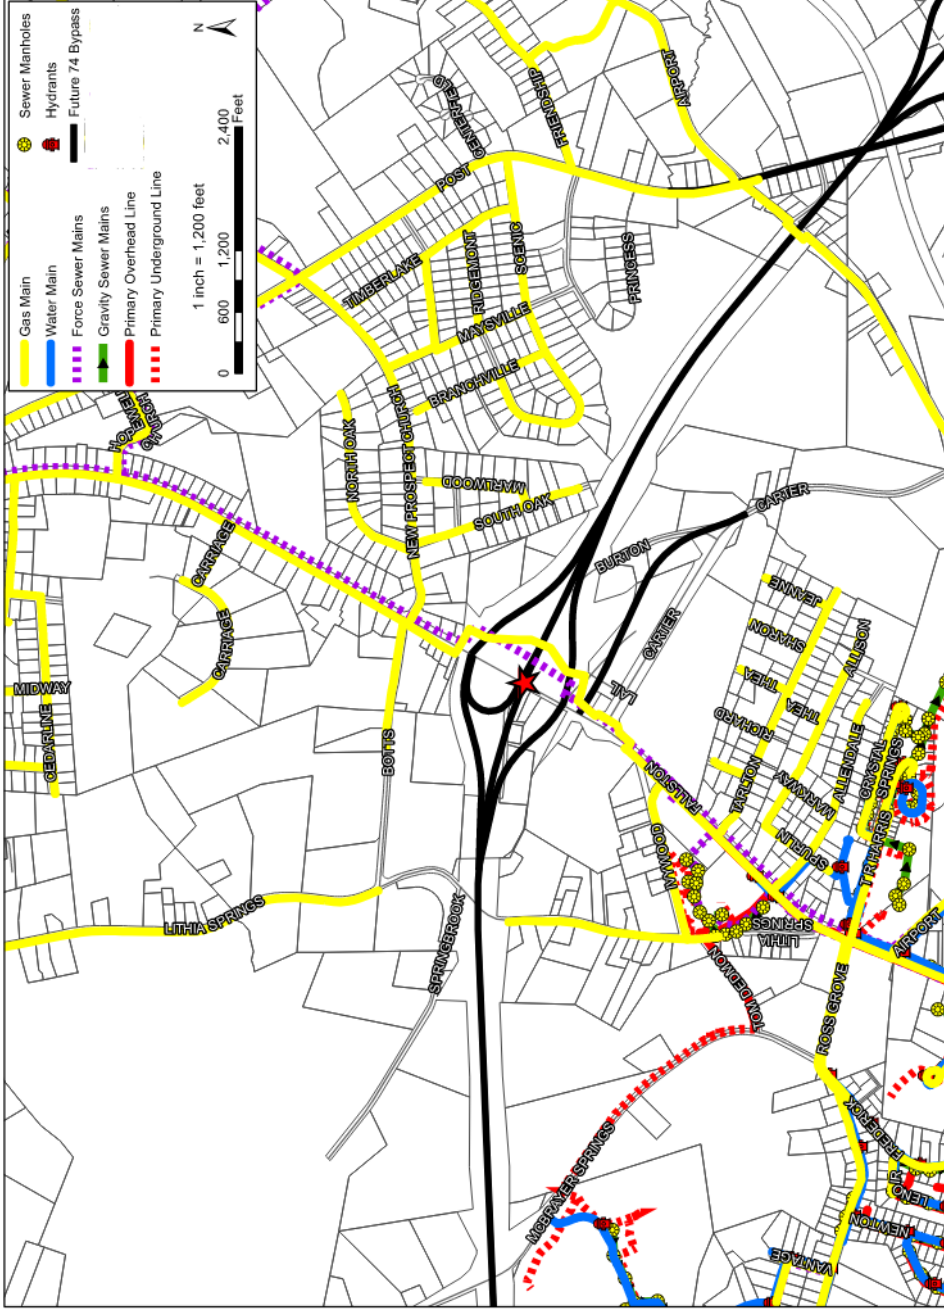 Gas Main
Water Main
Force Sewer Mains
Gravity Sewer Mains
Primary Overhead Line
Primary Underground Line
Sewer Manholes
Hydrants
Future 74 Bypass
1 inch = 1,200 feet
0 600 1,200 2,400
Feet
N
HOPEWELL
CHURCH
CARRIAGE
CARRIAGE
MIDWAY
CEDARLINE
NORTH OAK
NEW PROSPECT CHURCH
MARLWOOD
SOUTH OAK
BRANCHVILLE
MAYSVILLE
TIMBERLAKE
RIDGEMONT
SCENIC
POST
CENTERFIELD
FRIENDSHIP
AIRPORT
PRINCESS
BOTTS
LITHIA SPRINGS
SPRINGBROOK
BURTON
CARTER
CARTER
LAIL
JEANNE
SHARON
THEA
THEA
RICHARD
TARLTON
ALLISON
MARKWAY
ALLENDALE
CRYSTAL
SPRINGS
SPURLIN
T R HARRIS
FALLSTON
MAYWOOD
LITHIA
SPRINGS
TOM DEDMON
AIRPORT
ROSS GROVE
MCBRAYER SPRINGS
FREDERICK
LENOIR
NEWTON
VANTAGE